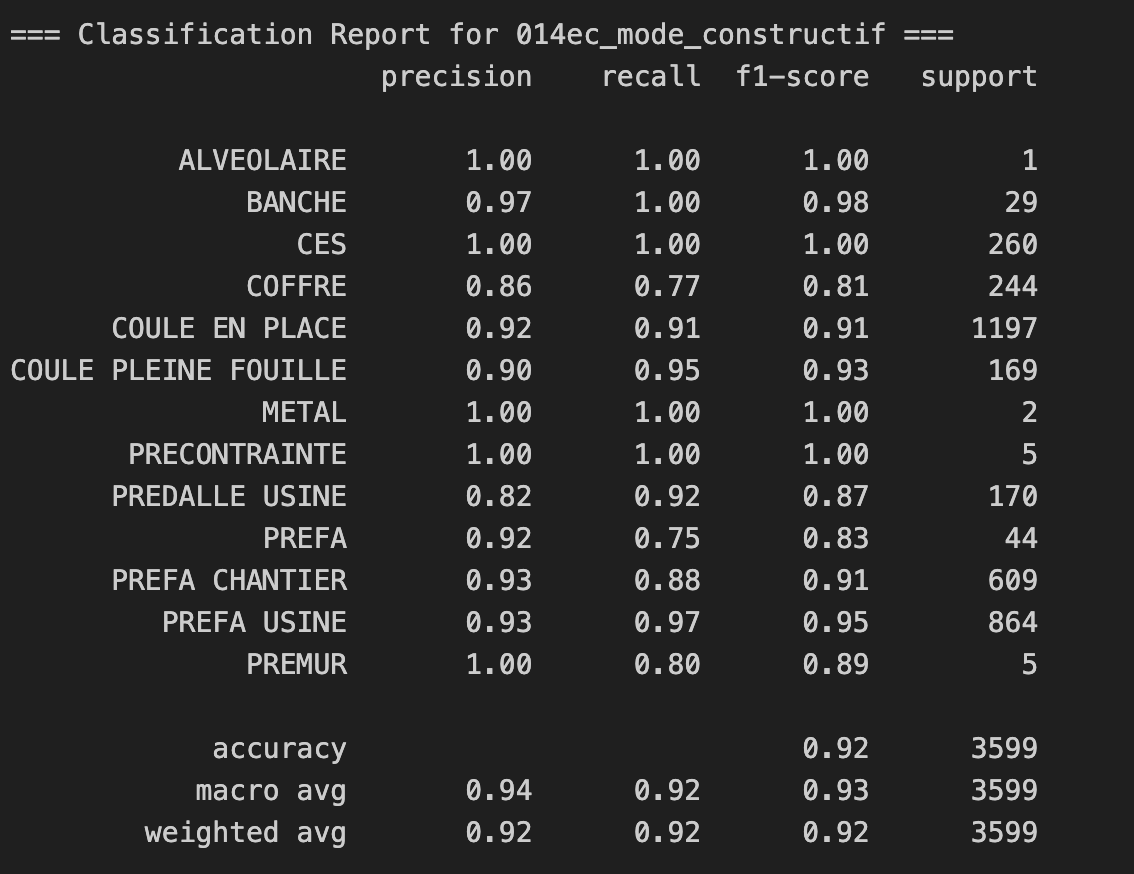 === Classification Report for 014ec_mode_constructif ===
precision recall f1-score support
ALVEOLAIRE 1.00 1.00 1.00 1
BANCHE 0.97 1.00 0.98 29
CES 1.00 1.00 1.00 260
COFFRE 0.86 0.77 0.81 244
COULE EN PLACE 0.92 0.91 0.91 1197
COULE PLEINE FOUILLE 0.90 0.95 0.93 169
METAL 1.00 1.00 1.00 2
PRECONTRAINTE 1.00 1.00 1.00 5
PREDALLE USINE 0.82 0.92 0.87 170
PREFA 0.92 0.75 0.83 44
PREFA CHANTIER 0.93 0.88 0.91 609
PREFA USINE 0.93 0.97 0.95 864
PREMUR 1.00 0.80 0.89 5
accuracy 0.92 3599
macro avg 0.94 0.92 0.93 3599
weighted avg 0.92 0.92 0.92 3599